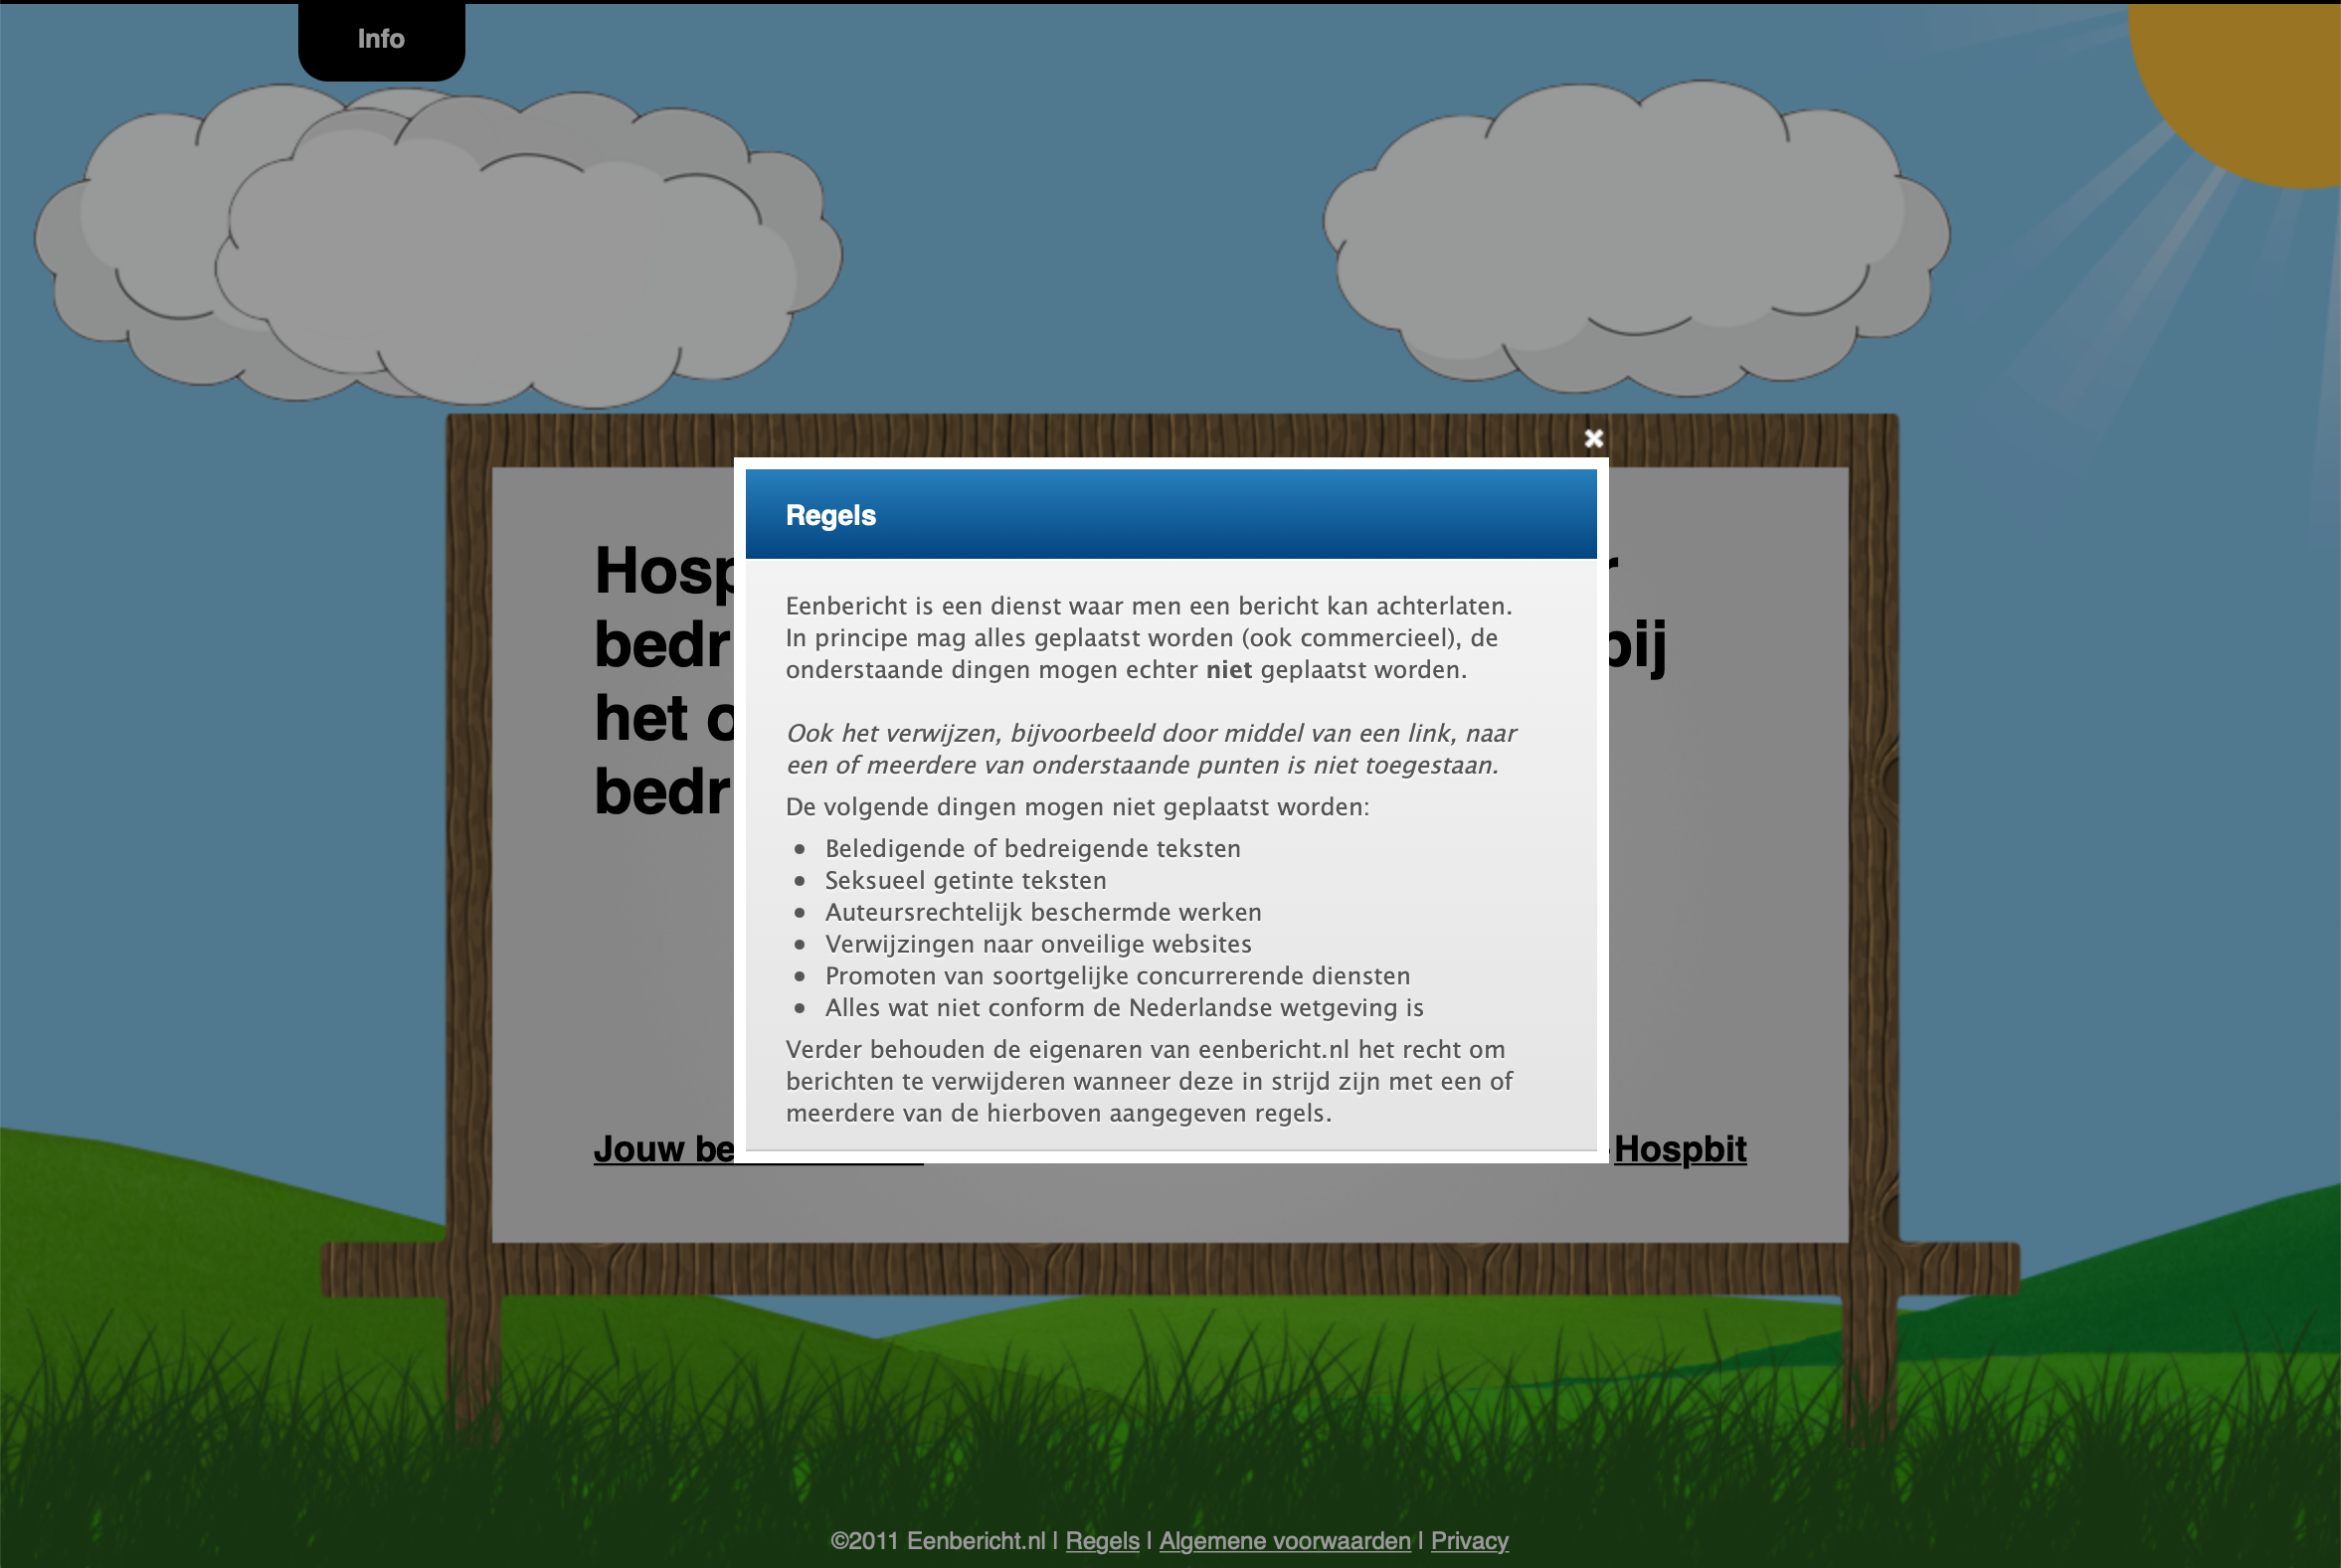 Info
Regels
Hosp
bedr bij
het
bedr
Eenbericht is een dienst waar men een bericht kan achterlaten.
In principe mag alles geplaatst worden (ook commercieel), de
onderstaande dingen mogen echter niet geplaatst worden.
Ook het verwijzen, bijvoorbeeld door middel van een link, naar
een of meerdere van onderstaande punten is niet toegestaan.
De volgende dingen mogen niet geplaatst worden:
• Beledigende of bedreigende teksten
• Seksueel getinte teksten
• Auteursrechtelijk beschermde werken
• Verwijzingen naar onveilige websites
• Promoten van soortgelijke concurrerende diensten
• Alles wat niet conform de Nederlandse wetgeving is
Verder behouden de eigenaren van eenbericht.nl het recht om
berichten te verwijderen wanneer deze in strijd zijn met een of
meerdere van de hierboven aangegeven regels.
Jouw be Hospbit
©2011 Eenbericht.nl | Regels | Algemene voorwaarden | Privacy